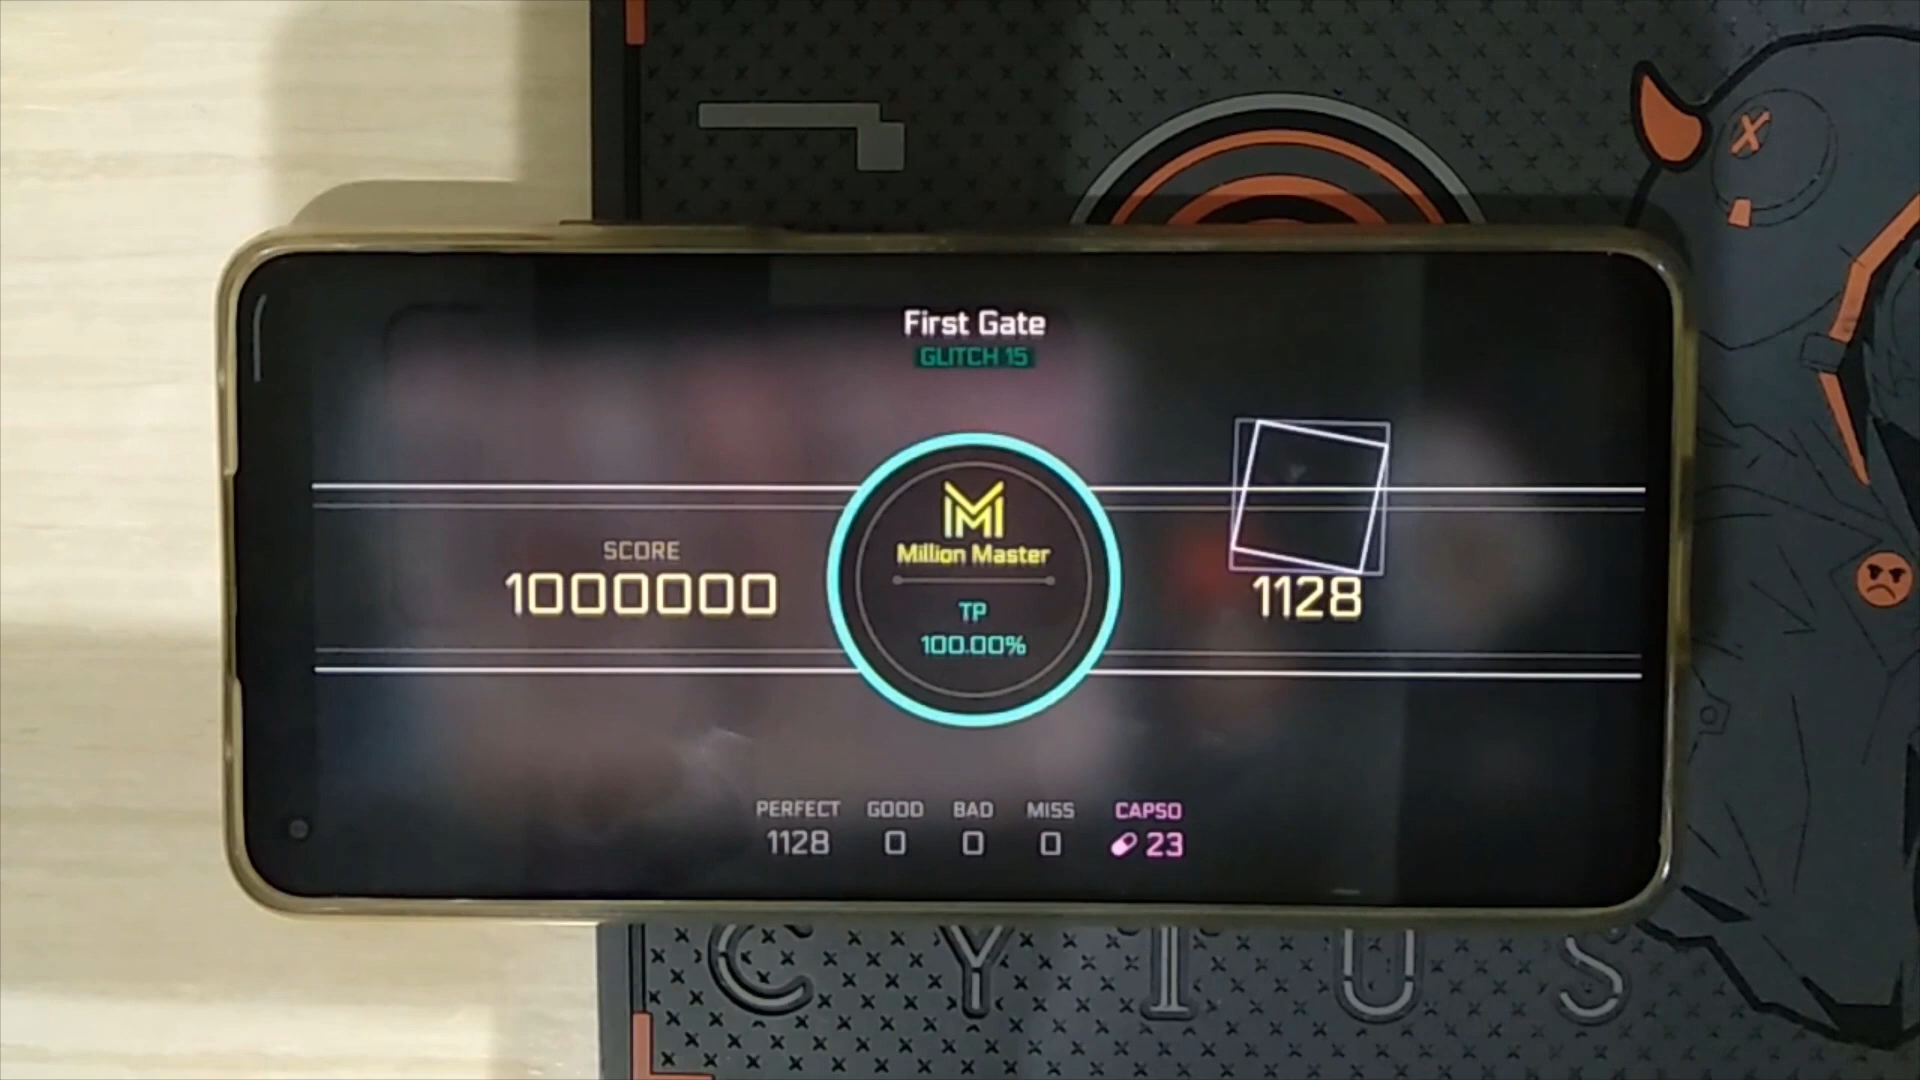 First Gate
GLITCH 15
Million Master
SCORE
1000000
TP
100.00%
1128
PERFECT GOOD BAD MISS CAPSO
1128 0 0 0 23
CYTUS